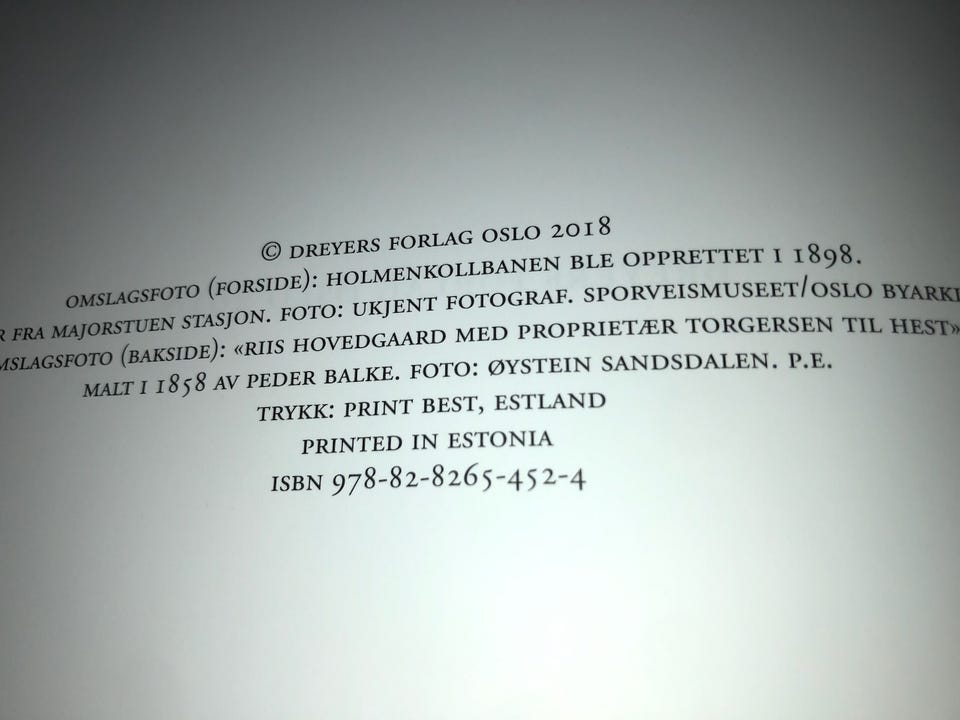 © DREYERS FORLAG OSLO 2018
OMSLAGSFOTO (FORSIDE): HOLMENKOLLBANEN BLE OPPRETTET I 1898.
FRA MAJORSTUEN STASJON. FOTO: UKJENT FOTOGRAF. SPORVEISMUSEET/OSLO
(BAKSIDE): «RIIS HOVEDGAARD MED PROPRIETÆR TORGERSEN TIL HEST»
MALT I 1858 AV PEDER BALKE. FOTO: ØYSTEIN SANDSDALEN. P.E.
TRYKK: PRINT BEST, ESTLAND
PRINTED IN ESTONIA
ISBN 978-82-8265-452-4